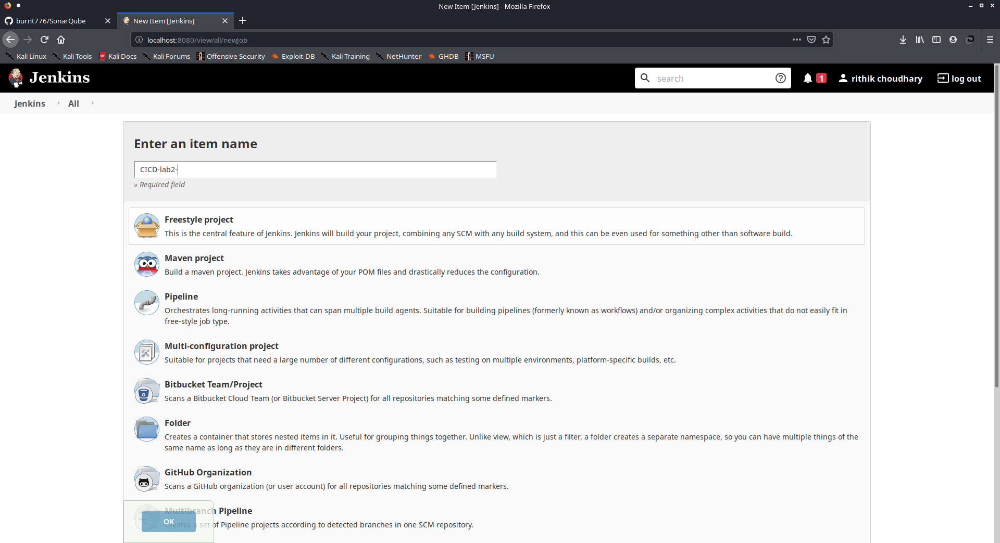 New Item [Jenkins] - Mozilla Firefox
burnt776/SonarQube
New Item [Jenkins]
localhost:8080/view/all/newJob
Kali Linux Kali Tools Kali Docs Kali Forums Offensive Security Exploit-DB Kali Training NetHunter GHDB MSFU
Jenkins
search
1
rithik choudhary
log out
Jenkins All
Enter an item name
CICD-lab2-
» Required field
Freestyle project
This is the central feature of Jenkins. Jenkins will build your project, combining any SCM with any build system, and this can be even used for something other than software build.
Maven project
Build a maven project. Jenkins takes advantage of your POM files and drastically reduces the configuration.
Pipeline
Orchestrates long-running activities that can span multiple build agents. Suitable for building pipelines (formerly known as workflows) and/or organizing complex activities that do not easily fit in
free-style job type.
Multi-configuration project
Suitable for projects that need a large number of different configurations, such as testing on multiple environments, platform-specific builds, etc.
Bitbucket Team/Project
Scans a Bitbucket Cloud Team (or Bitbucket Server Project) for all repositories matching some defined markers.
Folder
Creates a container that stores nested items in it. Useful for grouping things together. Unlike view, which is just a filter, a folder creates a separate namespace, so you can have multiple things of the
same name as long as they are in different folders.
GitHub Organization
Scans a GitHub organization (or user account) for all repositories matching some defined markers.
Multibranch Pipeline
Creates a set of Pipeline projects according to detected branches in one SCM repository.
OK